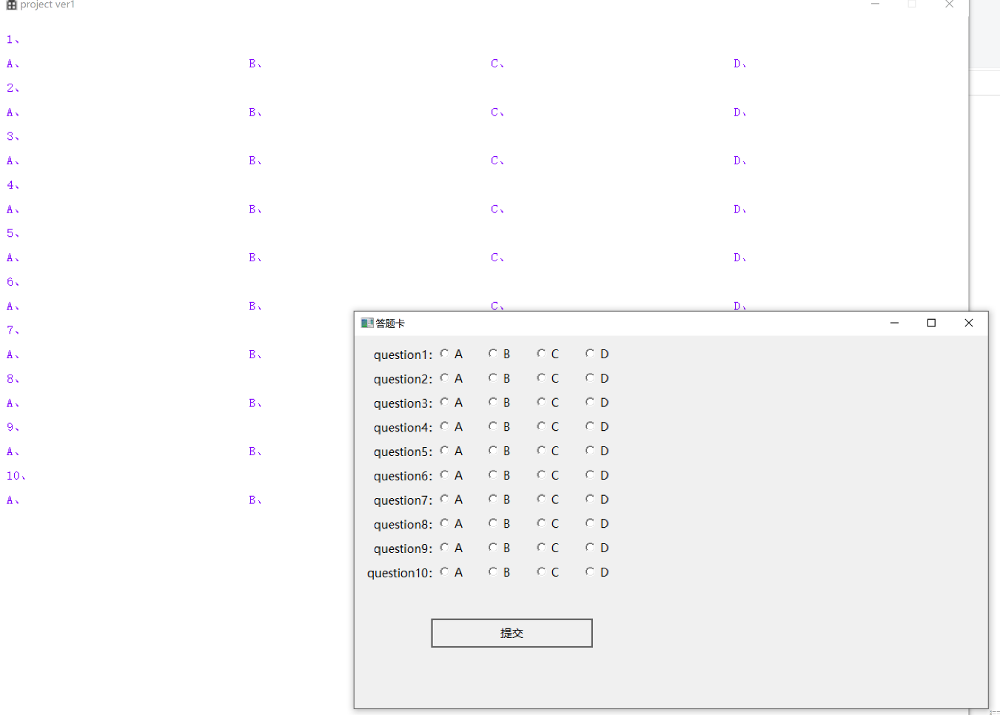 project ver1
1、
A、 B、 C、 D、
2、
A、 B、 C、 D、
3、
A、 B、 C、 D、
4、
A、 B、 C、 D、
5、
A、 B、 C、 D、
6、
A、 B、 C、 D、
7、
A、 B、
8、
A、 B、
9、
A、 B、
10、
A、 B、
答题卡
question1: A B C D
question2: A B C D
question3: A B C D
question4: A B C D
question5: A B C D
question6: A B C D
question7: A B C D
question8: A B C D
question9: A B C D
question10: A B C D
提交